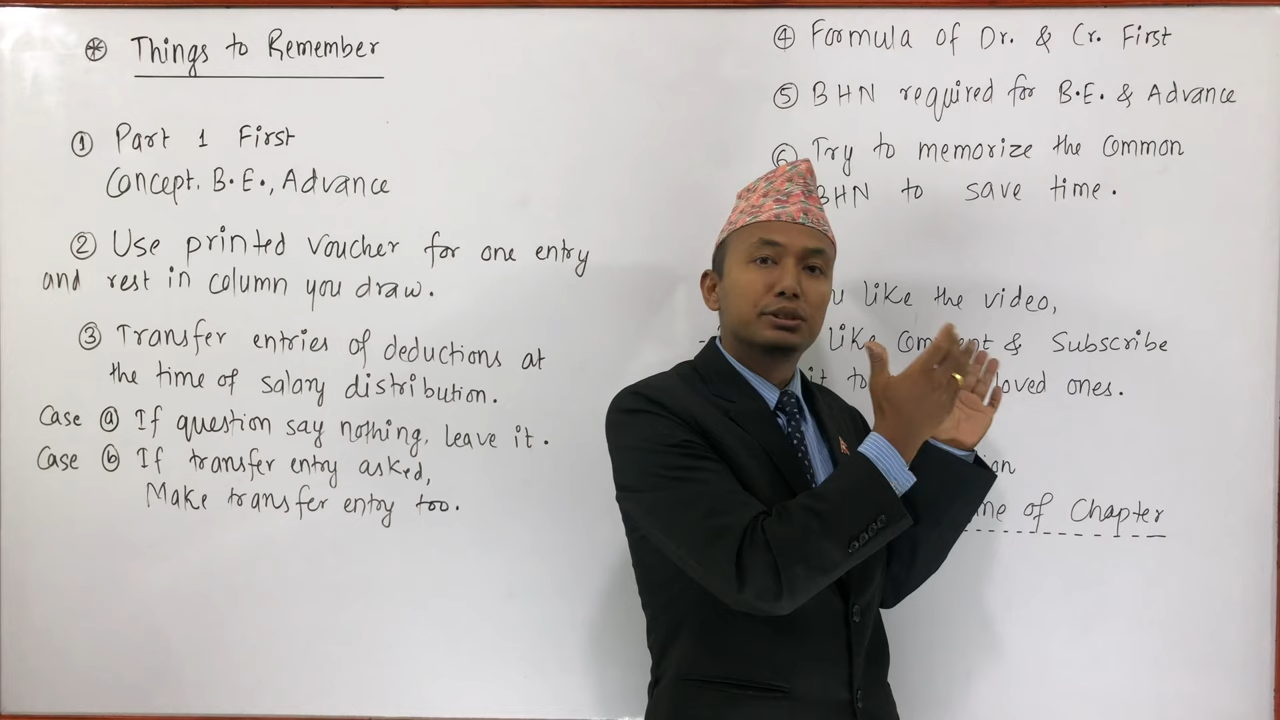 * Things to Remember
① Part 1 First
Concept. B.E., Advance
② Use printed Voucher for one entry
and rest in column you draw.
③ Transfer entries of deductions at
the time of salary distribution.
Case ⓐ If question say nothing, leave it.
Case ⓑ If transfer entry asked,
Make transfer entry too.
④ Formula of Dr. & Cr. First
⑤ BHN required for B.E. & Advance
⑥ Try to memorize the Common
BHN to save time.
like the video,
Like & Subscribe
it loved ones.
of Chapter